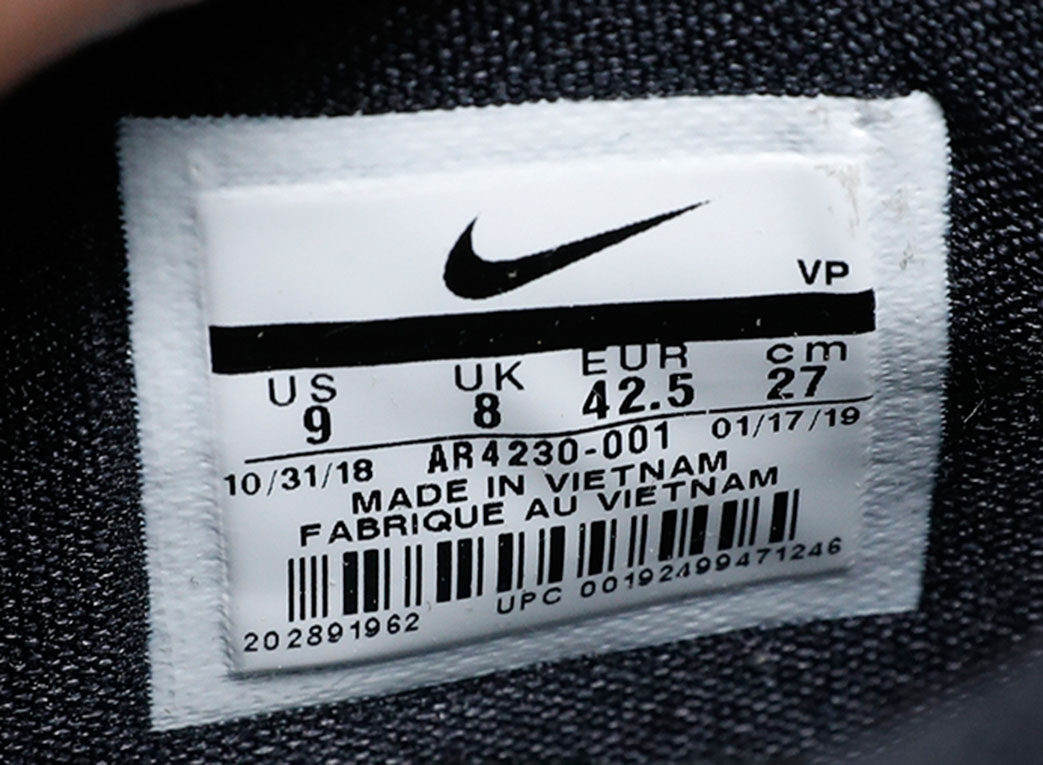 VP
US UK EUR cm
9 8 42.5 27
10/31/18 AR4230-001 01/17/19
MADE IN VIETNAM
FABRIQUE AU VIETNAM
202891962 UPC 00192499471246